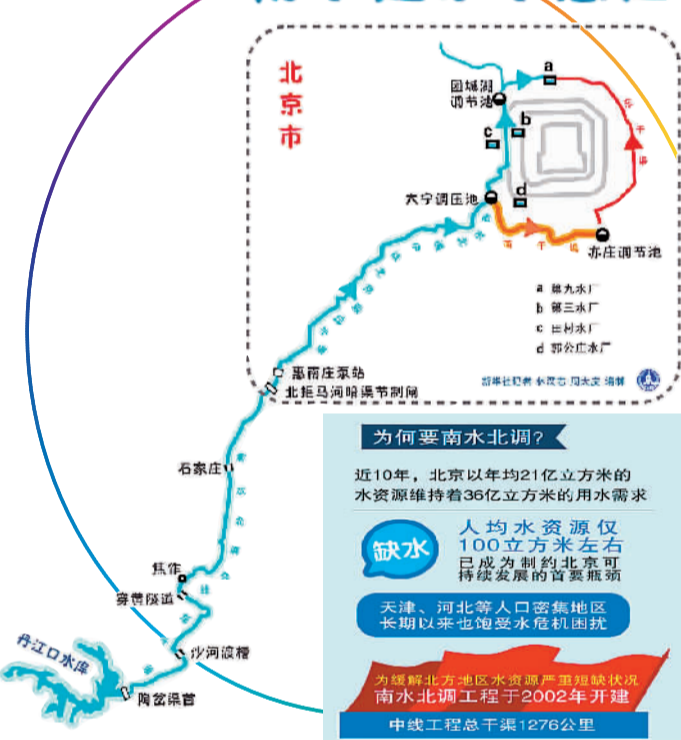 北京市
团城湖
调节池
a
b
c
d
大宁调压池
南干渠
东干渠
亦庄调节池
a 第九水厂
b 第三水厂
c 田村水厂
d 郭公庄水厂
惠南庄泵站
北拒马河暗渠节制闸
石家庄
焦作
穿黄隧道
沙河渡槽
丹江口水库
陶岔渠首
为何要南水北调?
近10年，北京以年均21亿立方米的
水资源维持着36亿立方米的用水需求
缺水
人均水资源仅
100立方米左右
已成为制约北京可
持续发展的首要瓶颈
天津、河北等人口密集地区
长期以来也饱受水危机困扰
为缓解北方地区水资源严重短缺状况
南水北调工程于2002年开建
中线工程总干渠1276公里